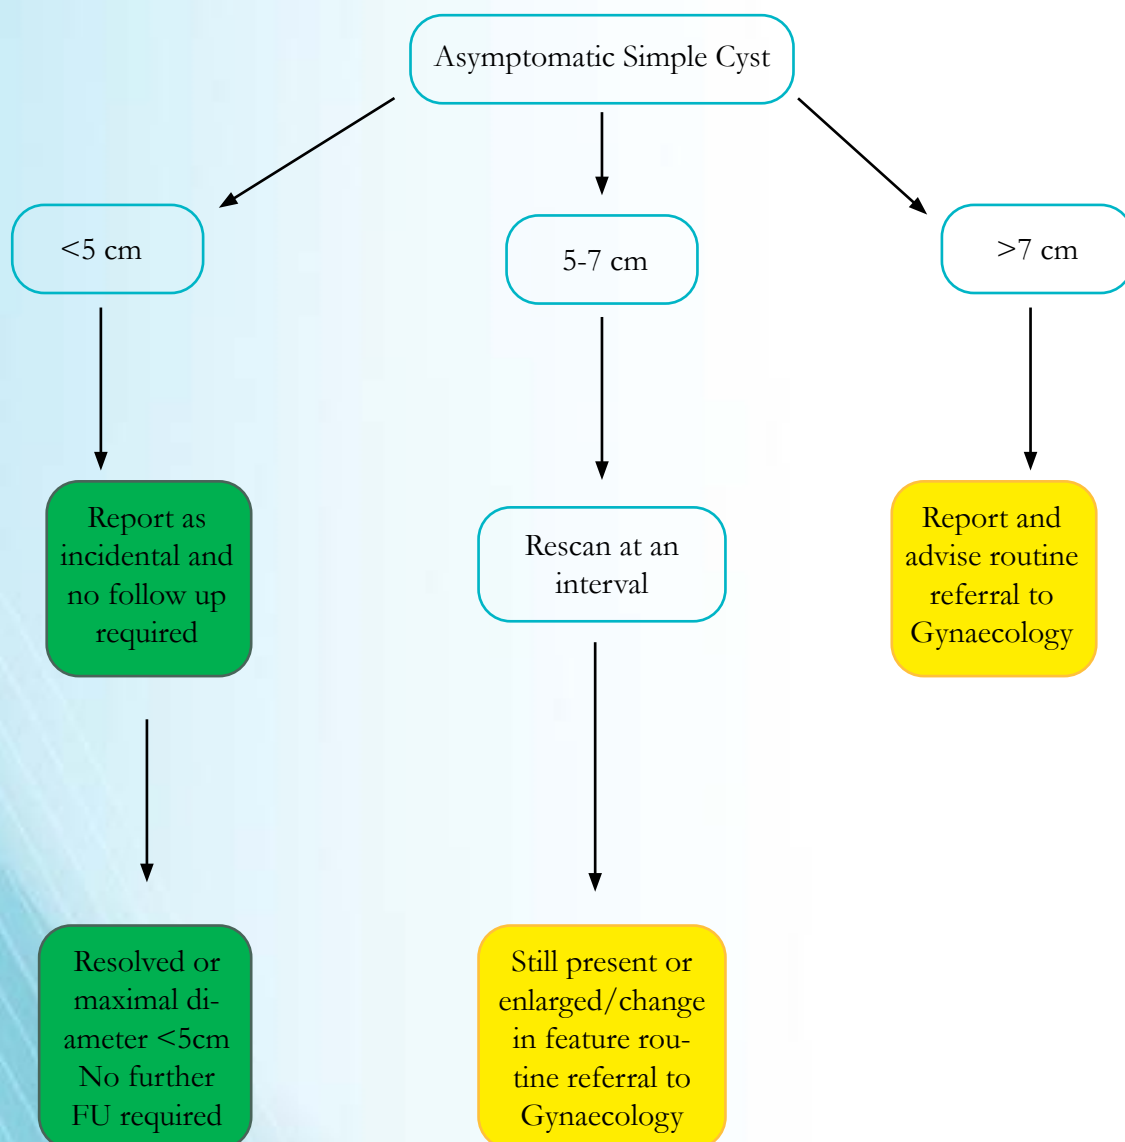 Asymptomatic Simple Cyst
<5 cm
5-7 cm
>7 cm
Report as
incidental and
no follow up
required
Rescan at an
interval
Report and
advise routine
referral to
Gynaecology
Resolved or
maximal di-
ameter <5cm
No further
FU required
Still present or
enlarged/change
in feature rou-
tine referral to
Gynaecology